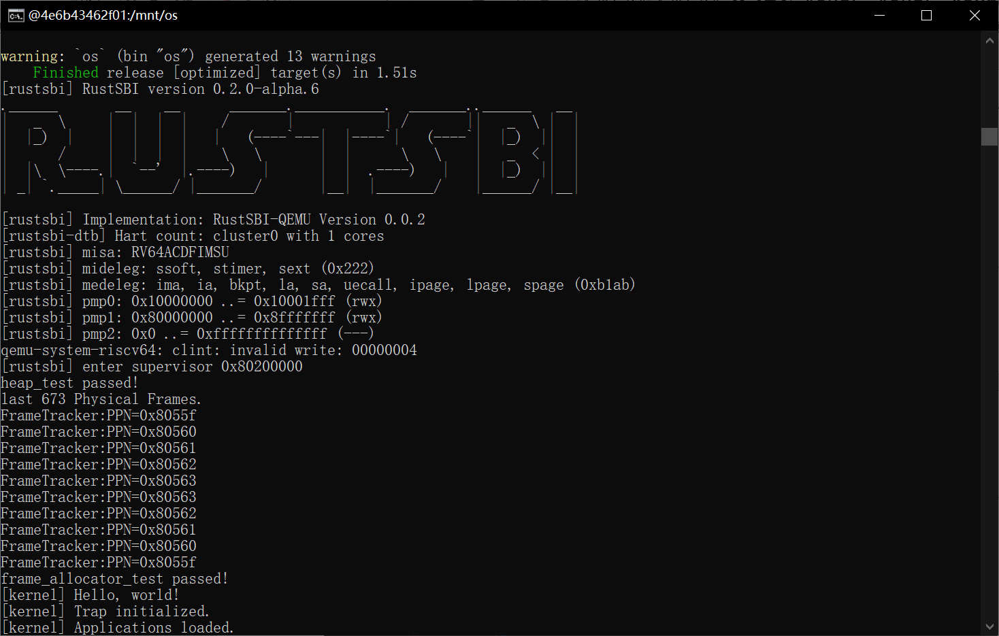 @4e6b43462f01:/mnt/os
warning: `os` (bin "os") generated 13 warnings
    Finished release [optimized] target(s) in 1.51s
[rustsbi] RustSBI version 0.2.0-alpha.6
.______       __    __      _______.___________.  _______..______   __
|   _  \     |  |  |  |    /       |           | /       ||   _  \ |  |
|  |_)  |    |  |  |  |   |   (----`---|  |----`|   (----`|  |_)  ||  |
|      /     |  |  |  |    \   \       |  |      \   \    |   _  < |  |
|  |\  \----.|  `--'  |.----)   |      |  |  .----)   |   |  |_)  ||  |
| _| `._____| \______/ |_______/       |__|  |_______/    |______/ |__|
[rustsbi] Implementation: RustSBI-QEMU Version 0.0.2
[rustsbi-dtb] Hart count: cluster0 with 1 cores
[rustsbi] misa: RV64ACDFIMSU
[rustsbi] mideleg: ssoft, stimer, sext (0x222)
[rustsbi] medeleg: ima, ia, bkpt, la, sa, uecall, ipage, lpage, spage (0xb1ab)
[rustsbi] pmp0: 0x10000000 ..= 0x10001fff (rwx)
[rustsbi] pmp1: 0x80000000 ..= 0x8fffffff (rwx)
[rustsbi] pmp2: 0x0 ..= 0xffffffffffffff (---)
qemu-system-riscv64: clint: invalid write: 00000004
[rustsbi] enter supervisor 0x80200000
heap_test passed!
last 673 Physical Frames.
FrameTracker:PPN=0x8055f
FrameTracker:PPN=0x80560
FrameTracker:PPN=0x80561
FrameTracker:PPN=0x80562
FrameTracker:PPN=0x80563
FrameTracker:PPN=0x80563
FrameTracker:PPN=0x80562
FrameTracker:PPN=0x80561
FrameTracker:PPN=0x80560
FrameTracker:PPN=0x8055f
frame_allocator_test passed!
[kernel] Hello, world!
[kernel] Trap initialized.
[kernel] Applications loaded.